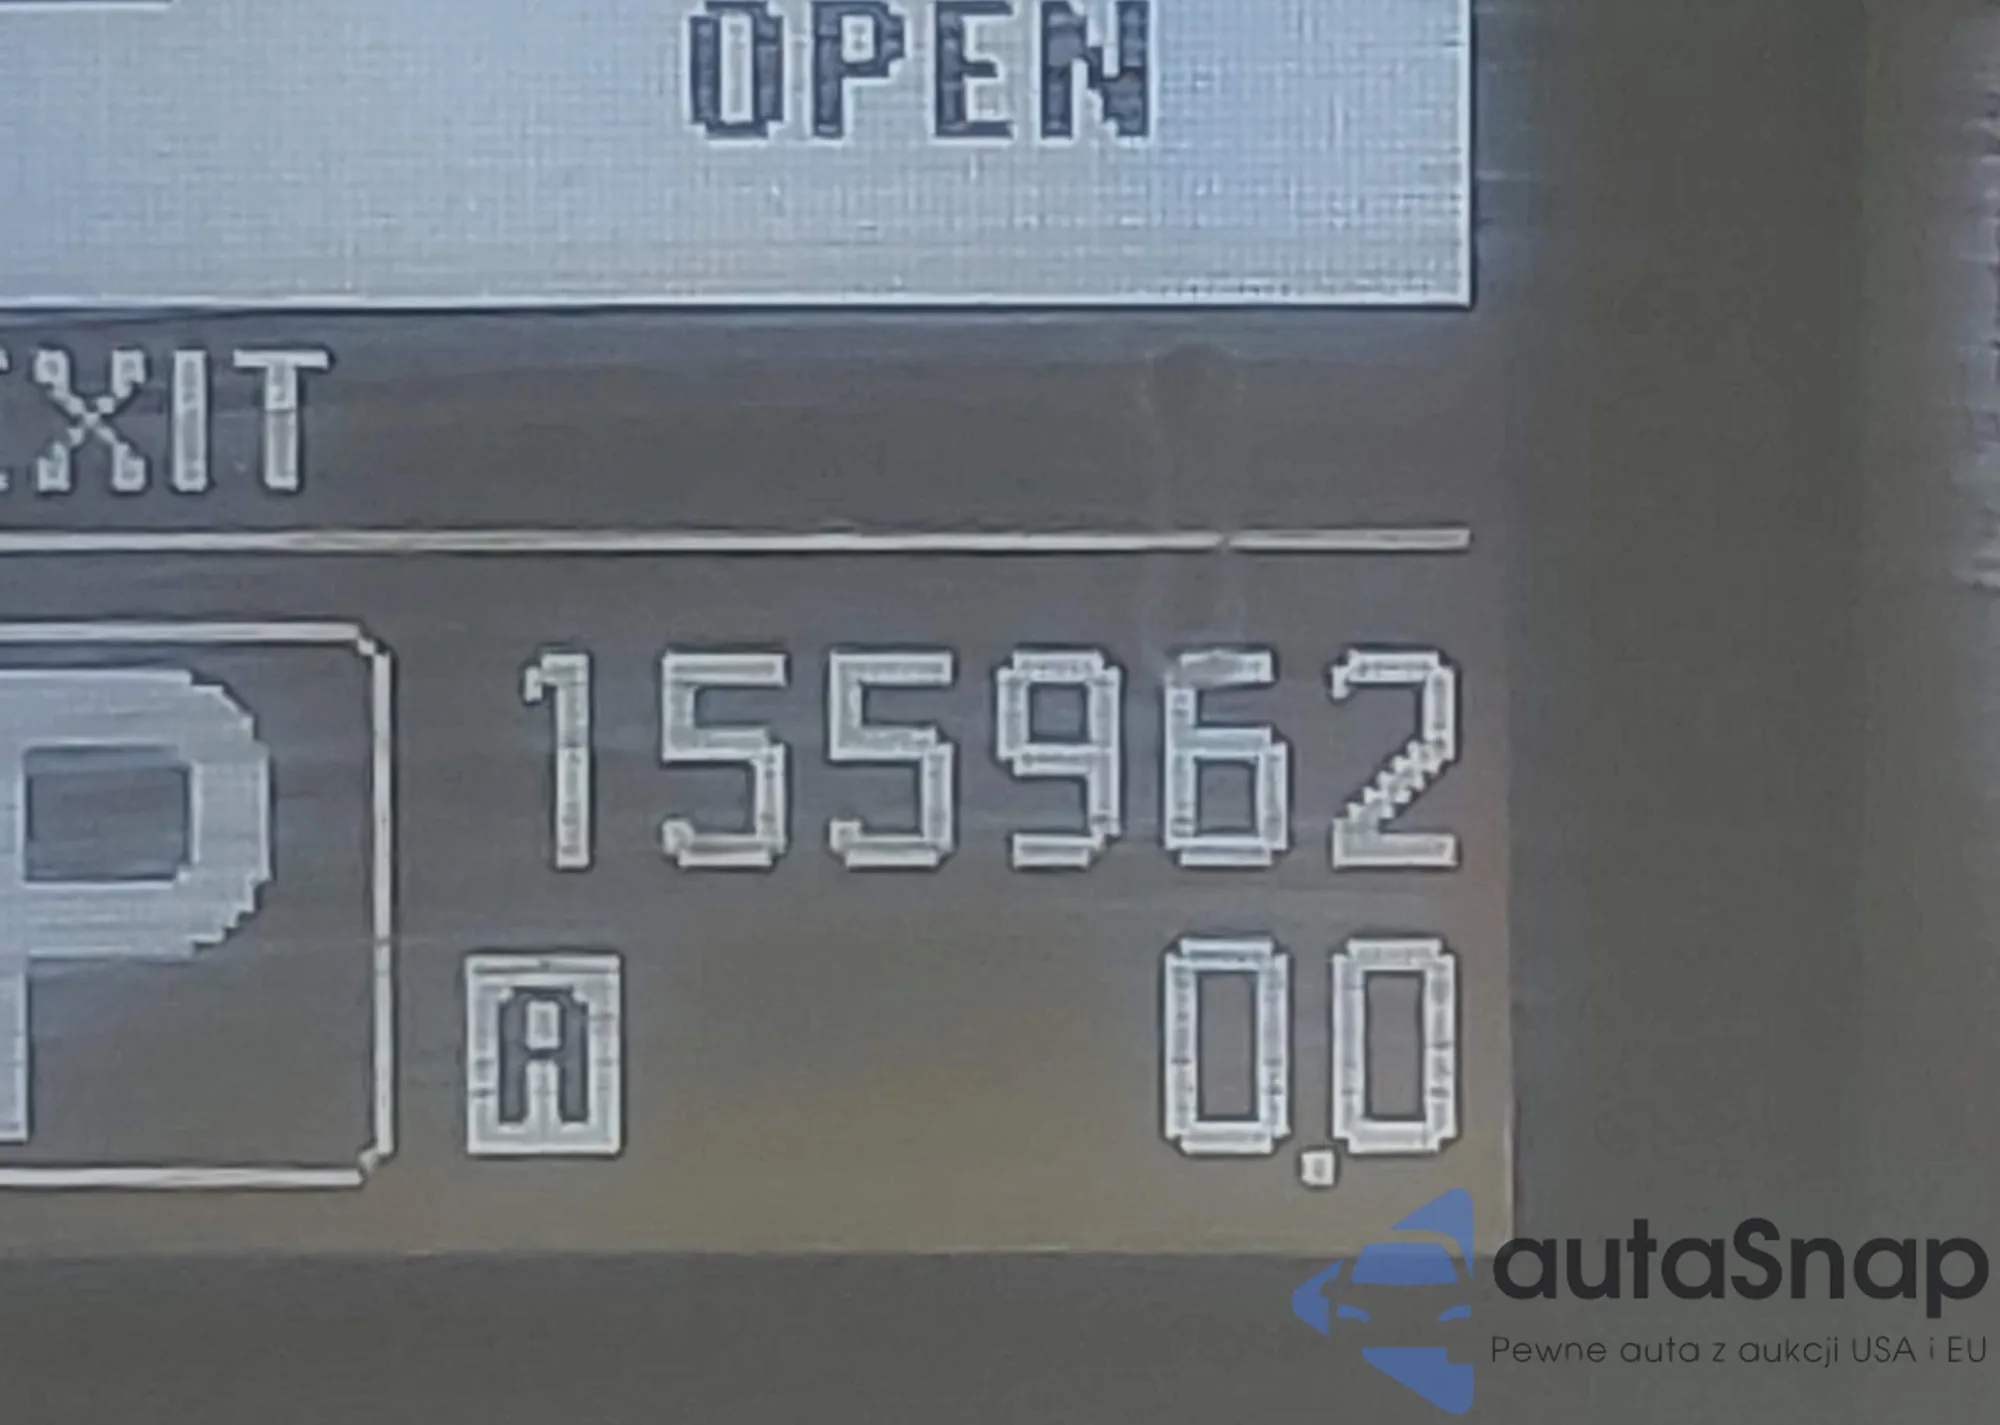 OPEN
EXIT
P
155962
A 0.0
autaSnap
Pewne auta z aukcji USA i EU